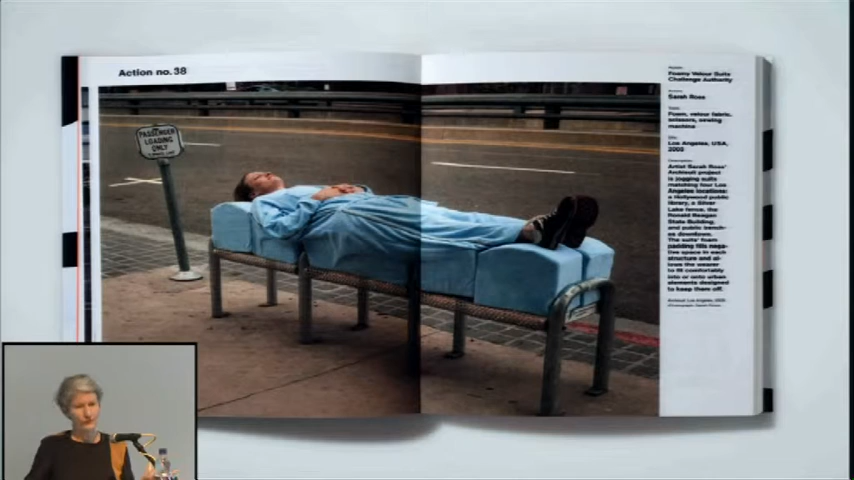 Action no. 38
PASSENGER
LOADING
ONLY
Foamy Velour Suits
Challenge Authority
Sarah Ross
Foam, velour fabric,
scissors, sewing
machine
Los Angeles, USA,
Artist Sarah Ross'
Archisuit project
is jogging suits
matching four Los
Angeles locations:
a Hollywood public
library, a Silver
Lake fence, the
Ronald Reagan
State Building,
and public bench-
es downtown.
The suits' foam
padding fills nega-
tive space in each
structure and al-
lows the wearer
to fit comfortably
into or onto urban
elements designed
to keep them off.